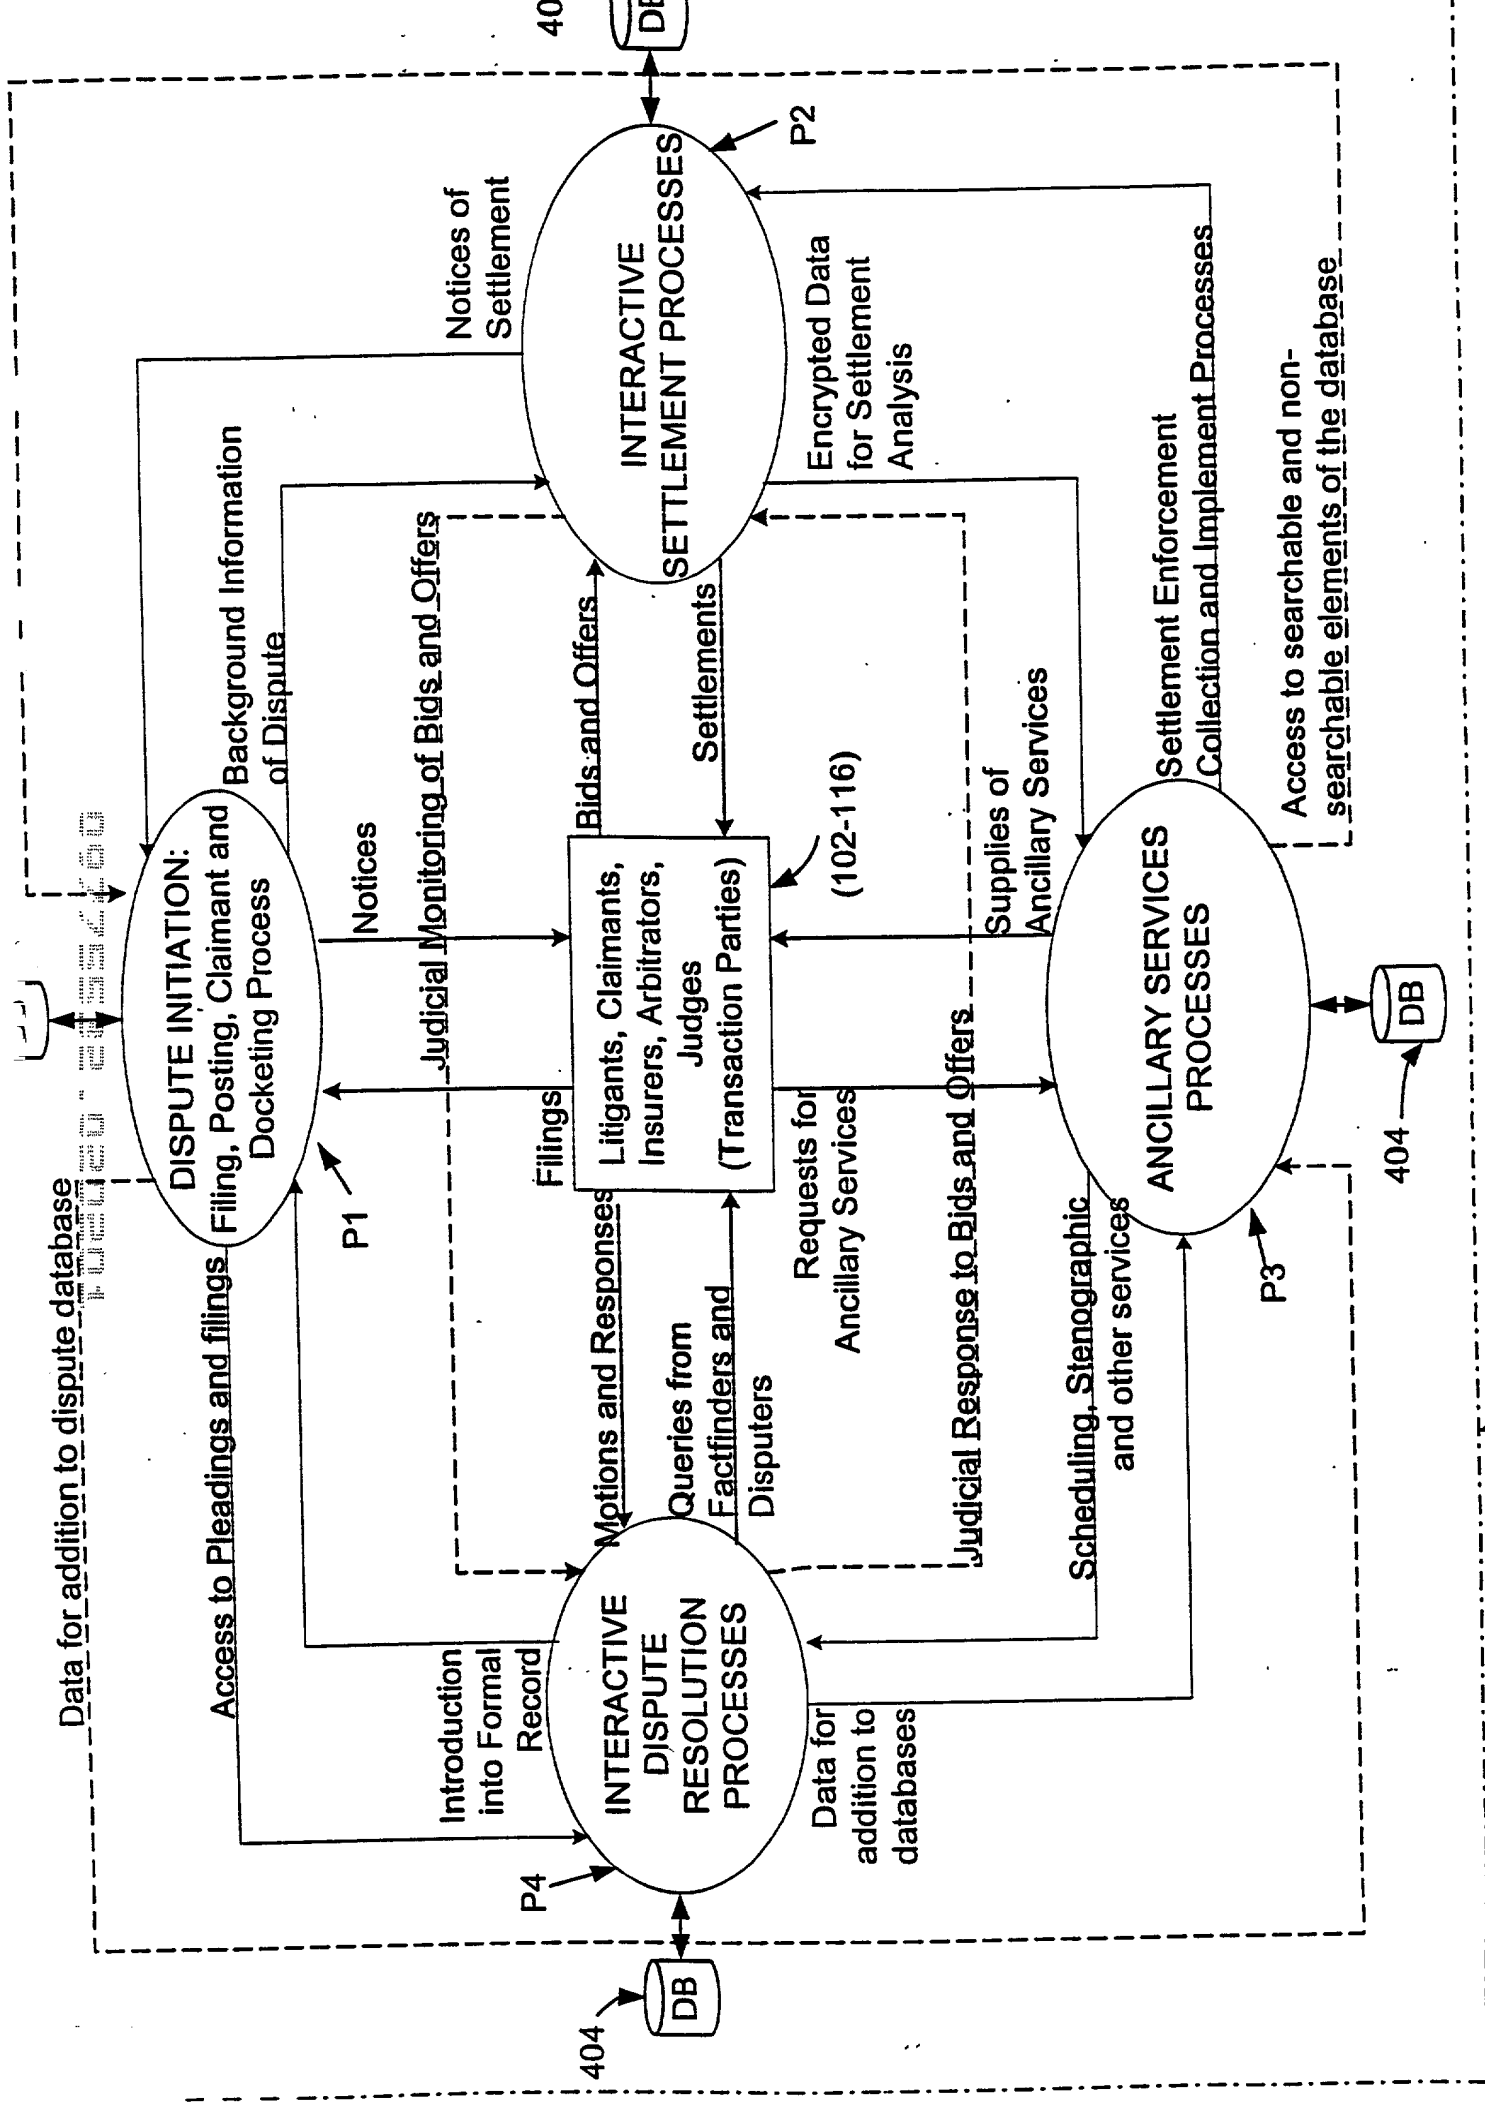 Data for addition to dispute database
Access to Pleadings and filings
DISPUTE INITIATION:
Filing, Posting, Claimant and
Docketing Process
P1
Background Information
of Dispute
Notices of
Settlement
Introduction
into Formal
Record
Filings
Notices
Judicial Monitoring of Bids and Offers
404
DB
P4
INTERACTIVE
DISPUTE
RESOLUTION
PROCESSES
Motions and Responses
Queries from
Factfinders and
Disputers
Litigants, Claimants,
Insurers, Arbitrators,
Judges
(Transaction Parties)
(102-116)
Bids and Offers
Settlements
INTERACTIVE
SETTLEMENT PROCESSES
P2
40
DB
Data for
addition to
databases
Requests for
Ancillary Services
Supplies of
Ancillary Services
Encrypted Data
for Settlement
Analysis
Judicial Response to Bids and Offers
Scheduling, Stenographic
and other services
P3
ANCILLARY SERVICES
PROCESSES
Settlement Enforcement
Collection and Implement Processes
Access to searchable and non-
searchable elements of the database
404
DB